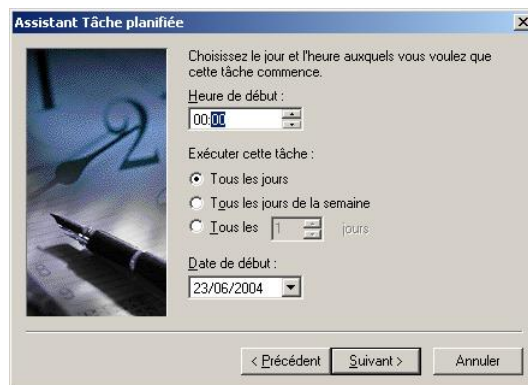 Assistant Tâche planifiée
Choisissez le jour et l'heure auxquels vous voulez que
cette tâche commence.
Heure de début :
00:00
Exécuter cette tâche :
Tous les jours
Tous les jours de la semaine
Tous les 1 jours
Date de début :
23/06/2004
< Précédent Suivant > Annuler